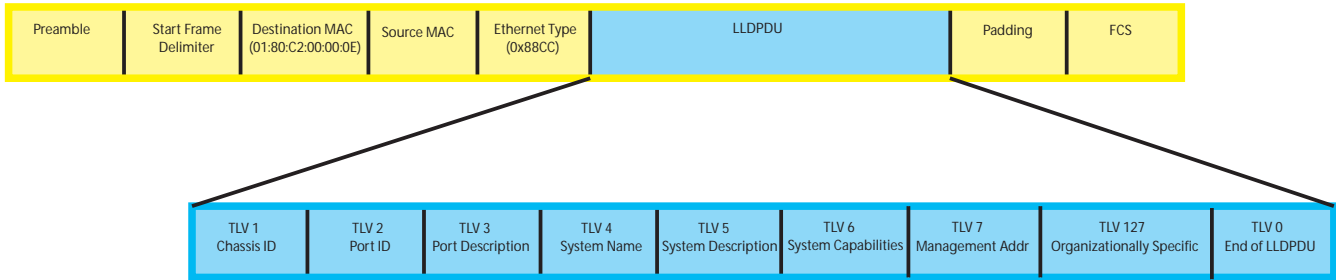 Preamble
Start Frame
Delimiter
Destination MAC
(01:80:C2:00:00:0E)
Source MAC
Ethernet Type
(0x88CC)
LLDPDU
Padding
FCS
TLV 1
Chassis ID
TLV 2
Port ID
TLV 3
Port Description
TLV 4
System Name
TLV 5
System Description
TLV 6
System Capabilities
TLV 7
Management Addr
TLV 127
Organizationally Specific
TLV 0
End of LLDPDU